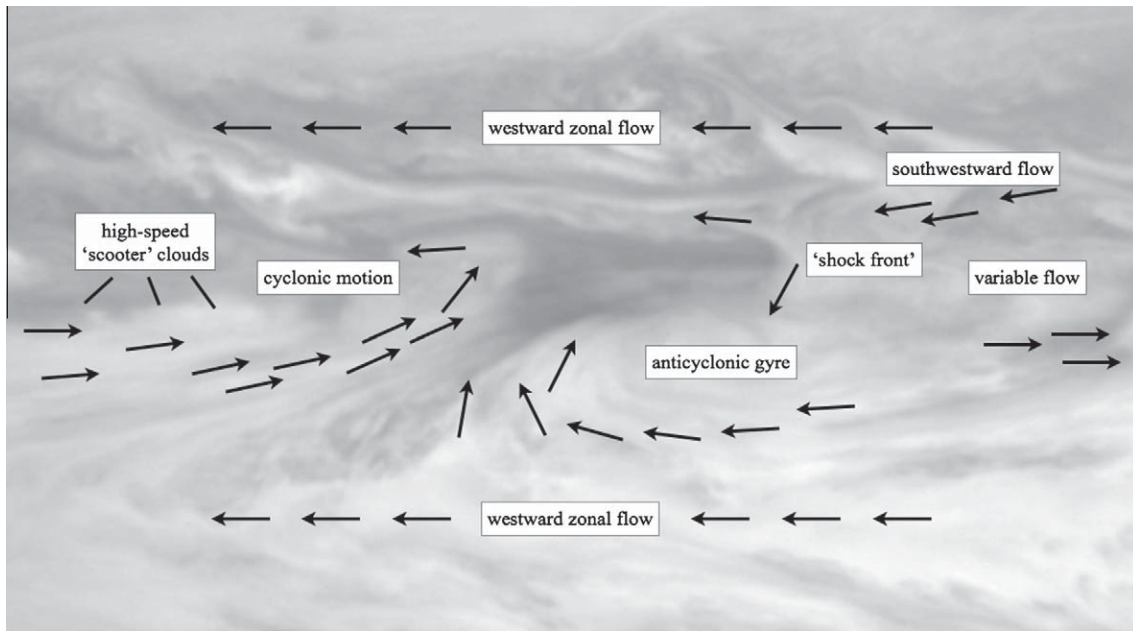 westward zonal flow
southwestward flow
high-speed
‘scooter’ clouds
cyclonic motion
‘shock front’
variable flow
anticyclonic gyre
westward zonal flow